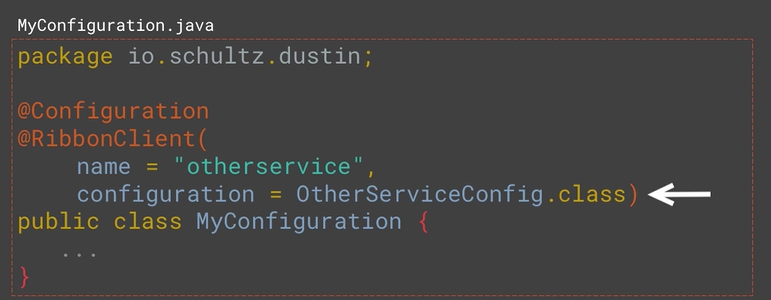 MyConfiguration.java
package io.schultz.dustin;
@Configuration
@RibbonClient(
name = "otherservice",
configuration = OtherServiceConfig.class)
public class MyConfiguration {
...
}